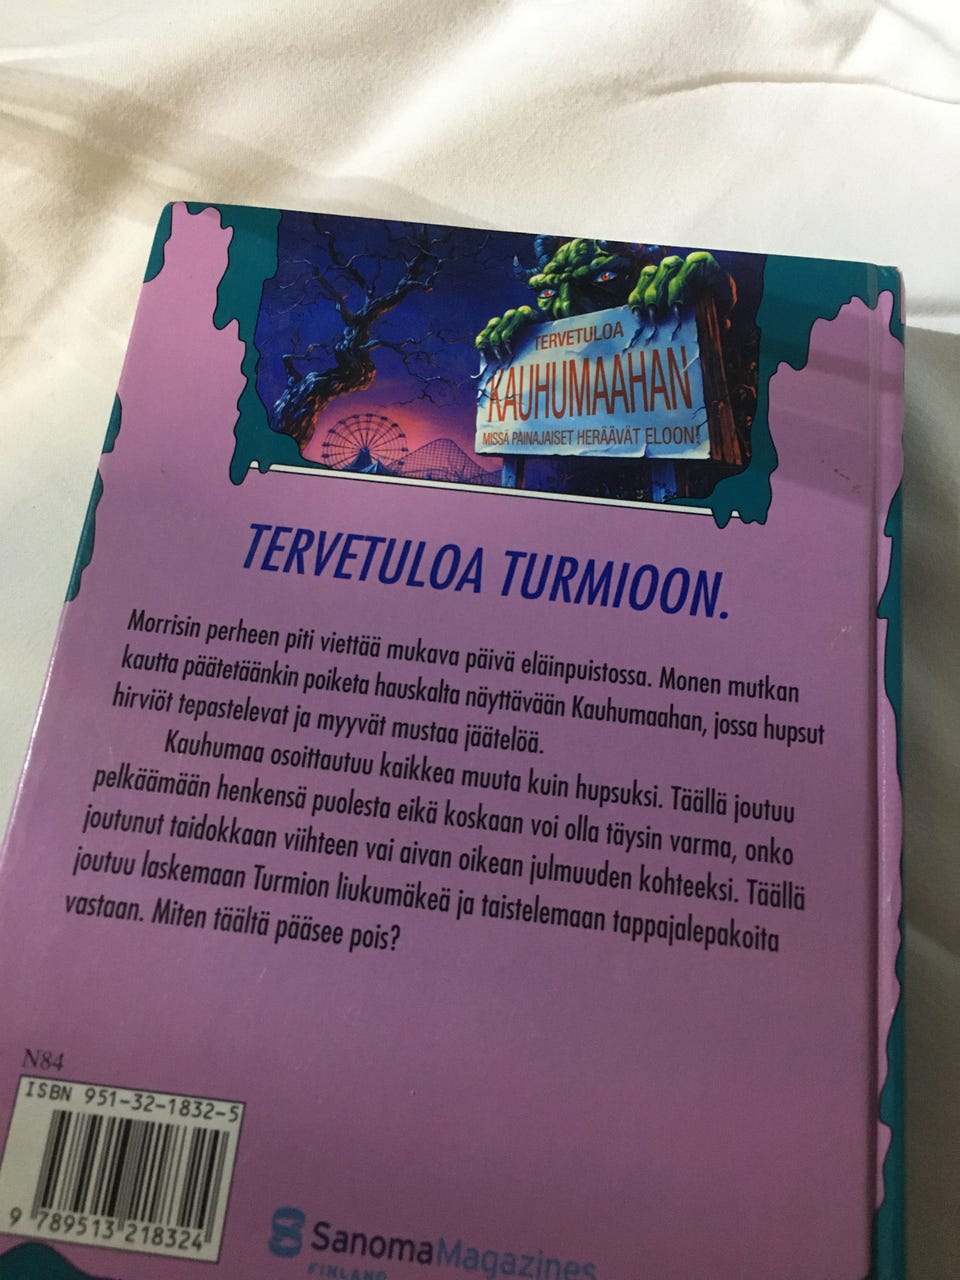 TERVETULOA
KAUHUMAAHAN
MISSÄ PAINAJAISET HERÄÄVÄT ELOON!
TERVETULOA TURMIOON.
Morrisin perheen piti viettää mukava päivä eläinpuistossa. Monen mutkan
kautta päätetäänkin poiketa hauskalta näyttävään Kauhumaahan, jossa hupsut
hirviöt tepastelevat ja myyvät mustaa jäätelöä.
Kauhumaa osoittautuu kaikkea muuta kuin hupsuksi. Täällä joutuu
pelkäämään henkensä puolesta eikä koskaan voi olla täysin varma, onko
joutunut taidokkaan viihteen vai aivan oikean julmuuden kohteeksi. Täällä
joutuu laskemaan Turmion liukumäkeä ja taistelemaan tappajalepakoita
vastaan. Miten täältä pääsee pois?
N84
ISBN 951-32-1832-5
9 789513 218324
SanomaMagazines
FINLAND